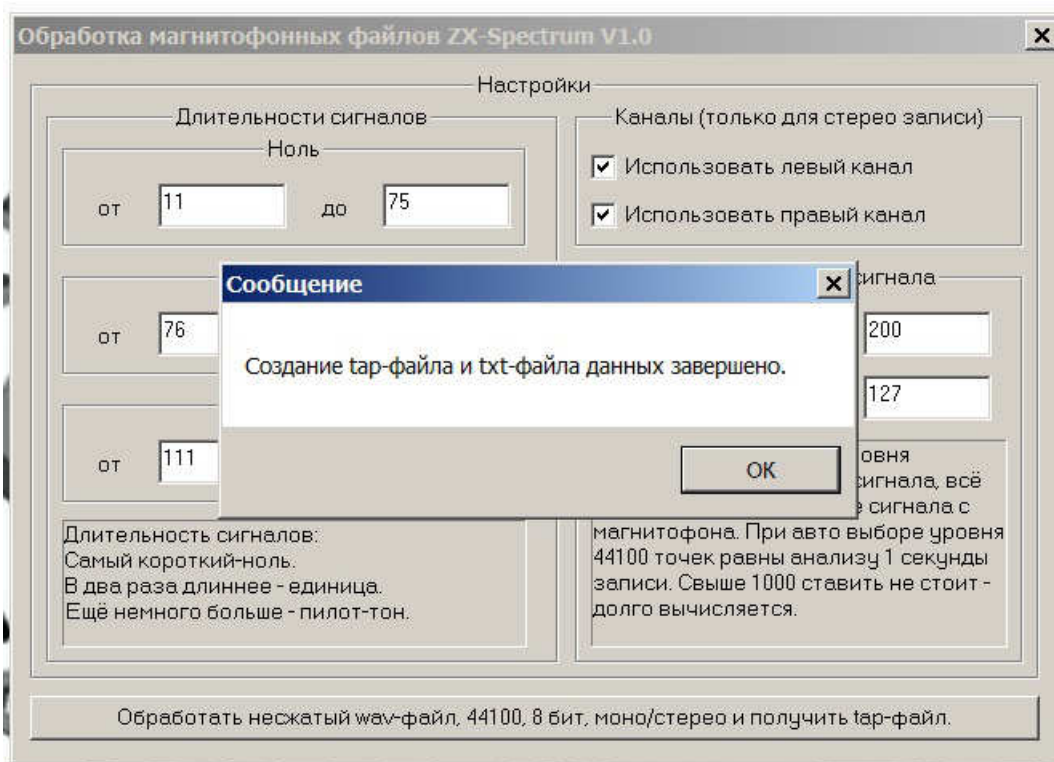 Обработка магнитофонных файлов ZX-Spectrum V1.0
Настройки
Длительности сигналов
Ноль
от 11 до 75
от 76
от 111
Длительность сигналов:
Самый короткий-ноль.
В два раза длиннее - единица.
Ещё немного больше - пилот-тон.
Каналы (только для стерео записи)
Использовать левый канал
Использовать правый канал
сигнала
200
127
овня
сигнала, всё
е сигнала с
магнитофона. При авто выборе уровня
44100 точек равны анализу 1 секунды
записи. Свыше 1000 ставить не стоит -
долго вычисляется.
Сообщение
Создание tap-файла и txt-файла данных завершено.
ОК
Обработать несжатый wav-файл, 44100, 8 бит, моно/стерео и получить tap-файл.